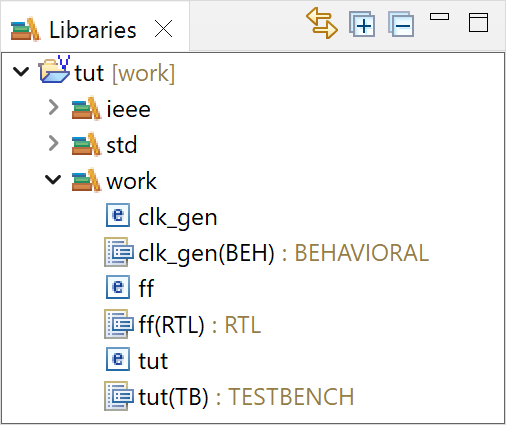 Libraries
tut [work]
ieee
std
work
clk_gen
clk_gen(BEH) : BEHAVIORAL
ff
ff(RTL) : RTL
tut
tut(TB) : TESTBENCH